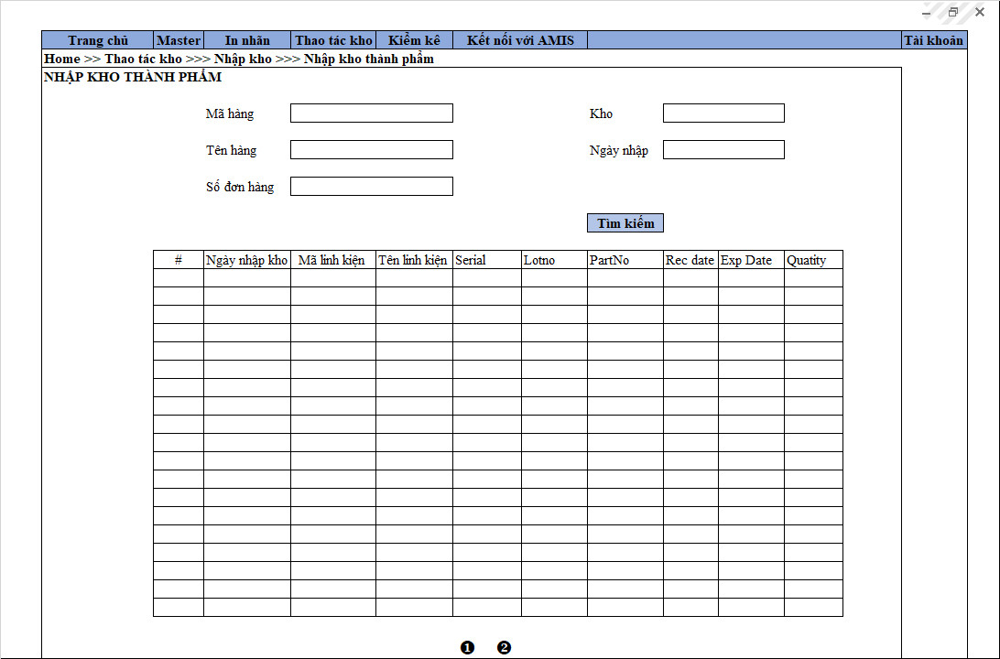 Trang chủ Master In nhãn Thao tác kho Kiểm kê Kết nối với AMIS Tài khoản
Home >> Thao tác kho >>> Nhập kho >>> Nhập kho thành phẩm
NHẬP KHO THÀNH PHẨM
Mã hàng Kho
Tên hàng Ngày nhập
Số đơn hàng
Tìm kiếm
# Ngày nhập kho Mã linh kiện Tên linh kiện Serial Lotno PartNo Rec date Exp Date Quatity
❶ ❷